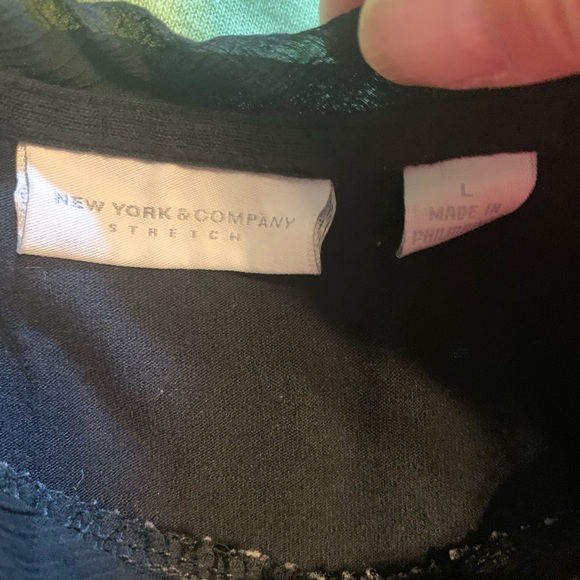 NEW YORK & COMPANY
STRETCH
L
MADE IN